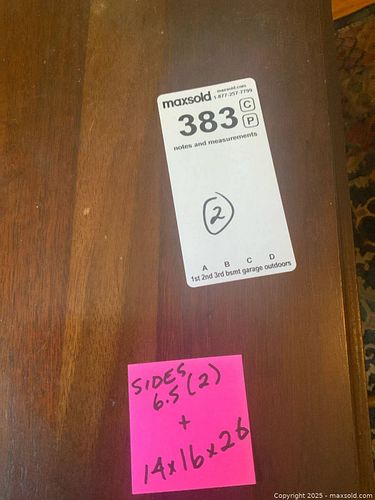 maxsold maxsold.com
1-877-257-7799
383 C
P
notes and measurements
2
A B C D
1st 2nd 3rd bsmt garage outdoors
SIDES
6.5 (2)
+
14x16x26
Copyright 2025 - maxsold.com